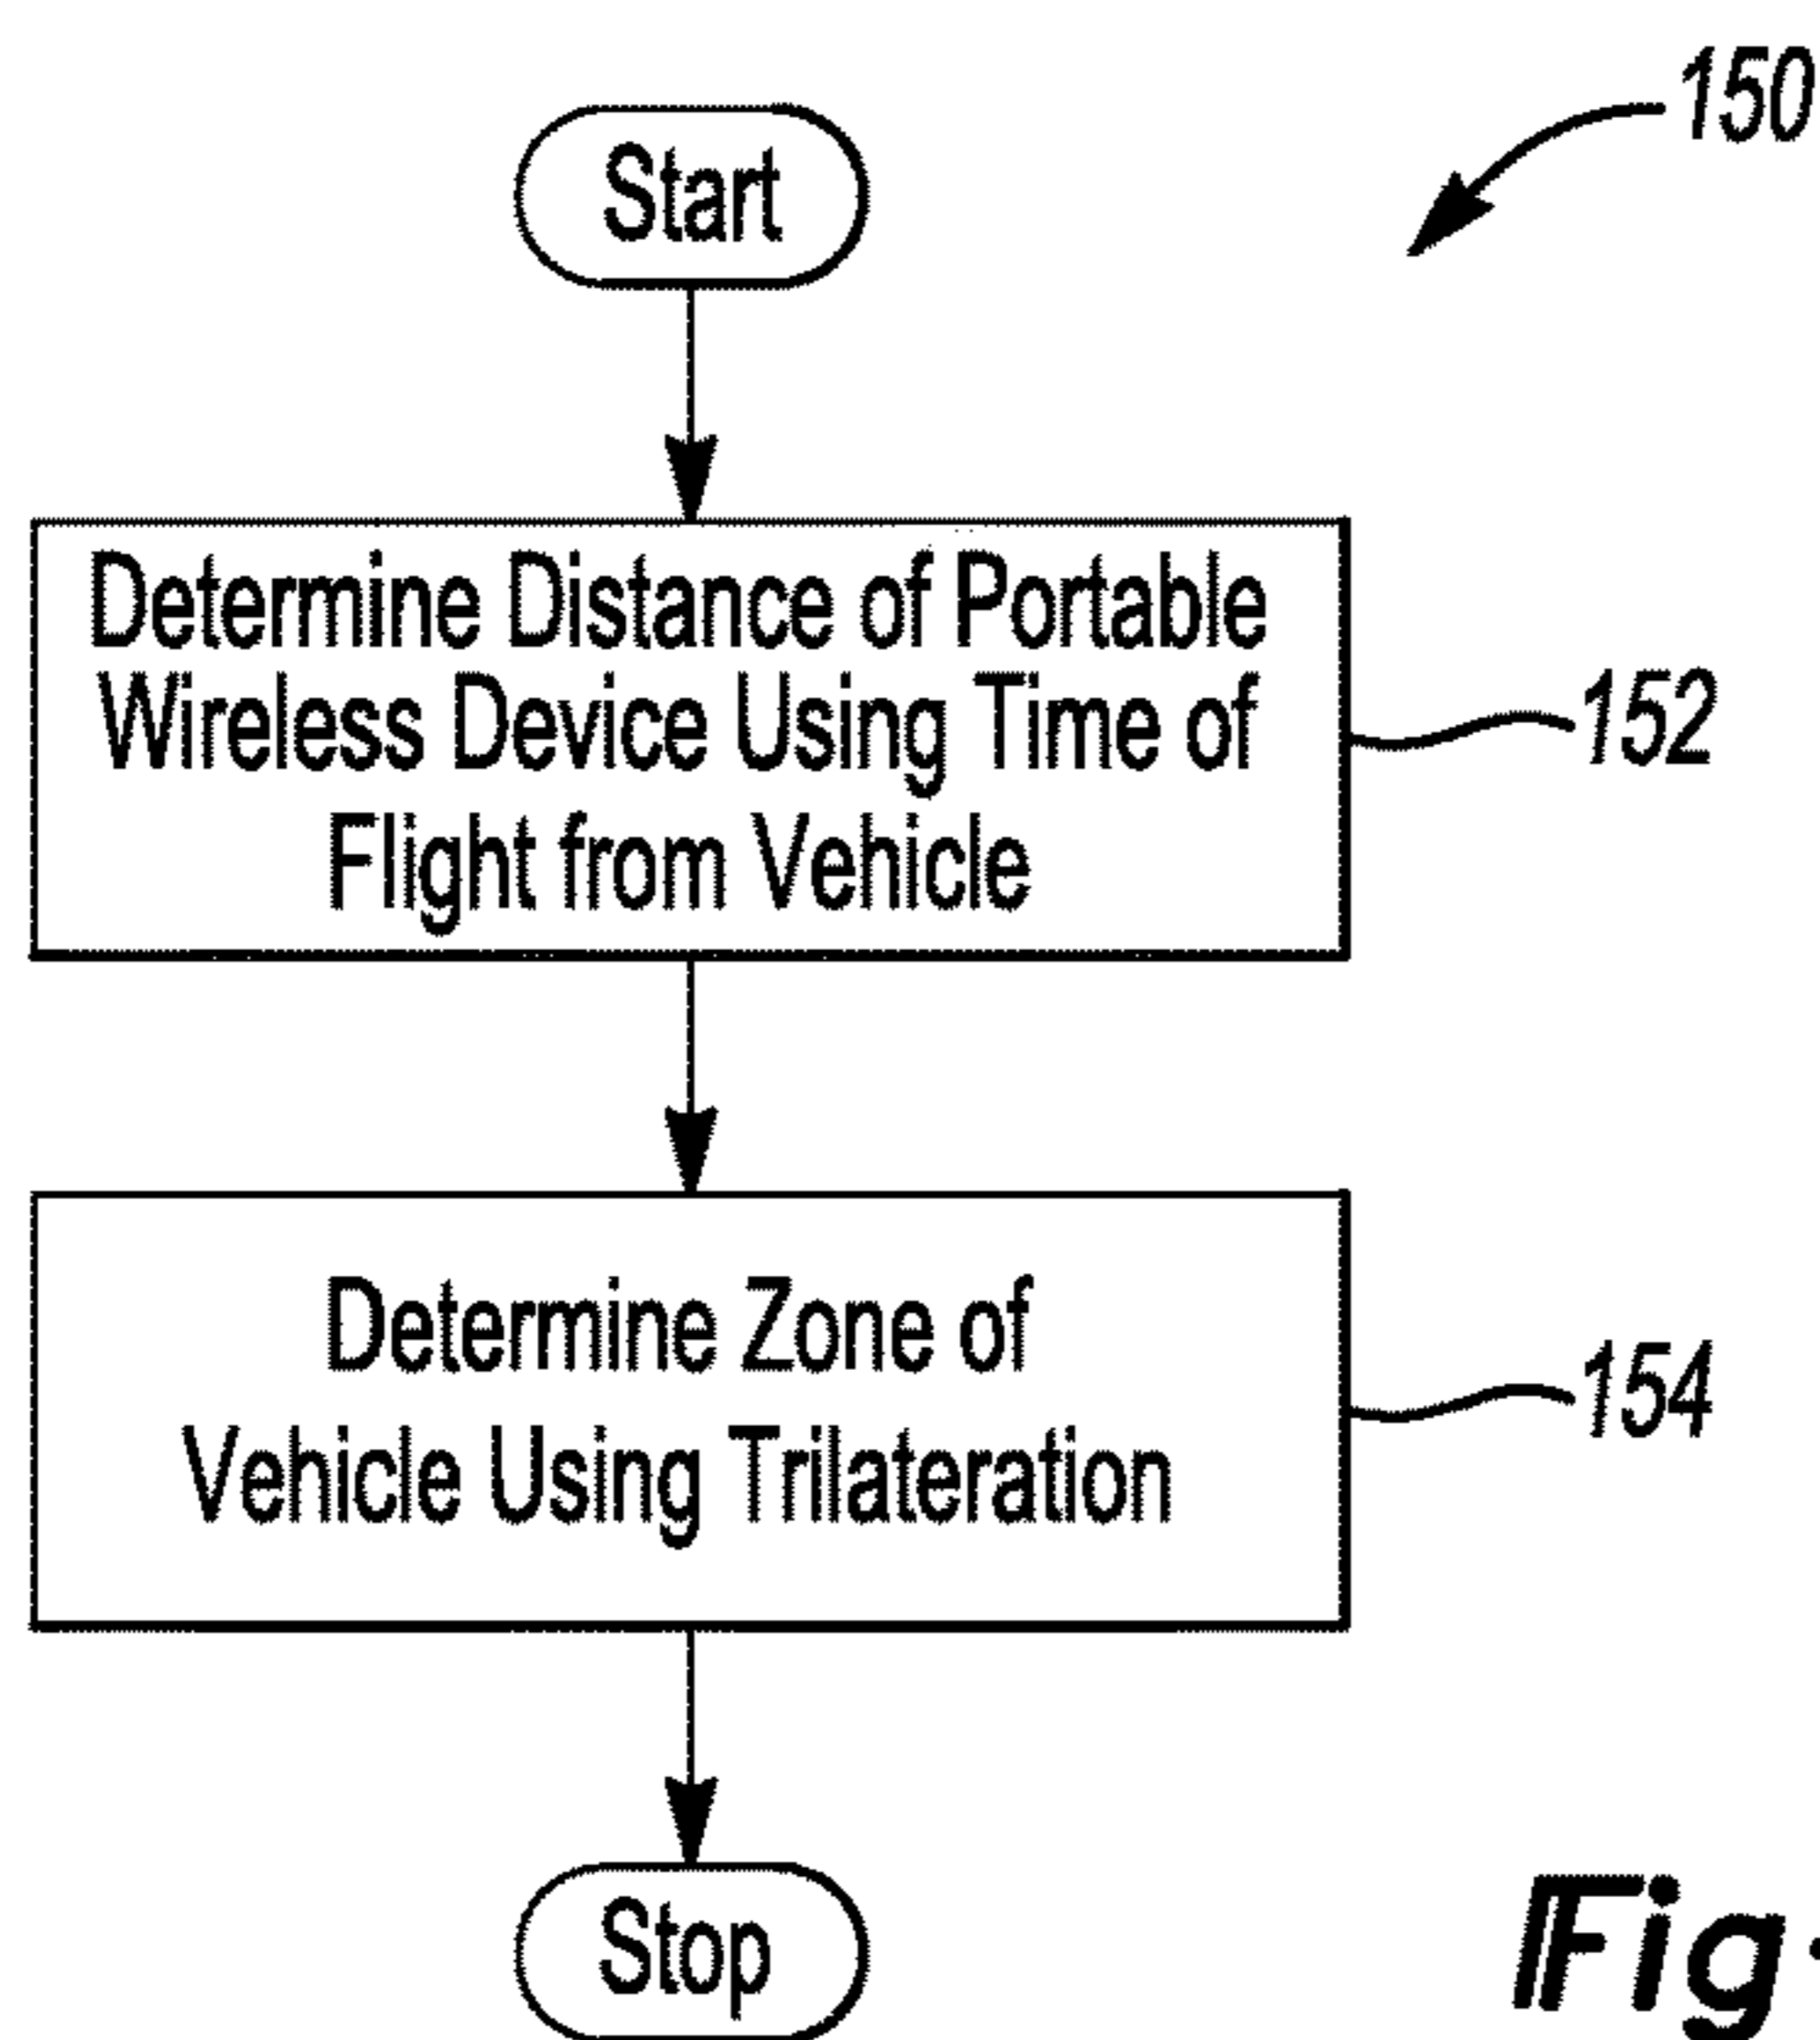 150
Start
Determine Distance of Portable
Wireless Device Using Time of
Flight from Vehicle
152
Determine Zone of
Vehicle Using Trilateration
154
Stop
Fig-